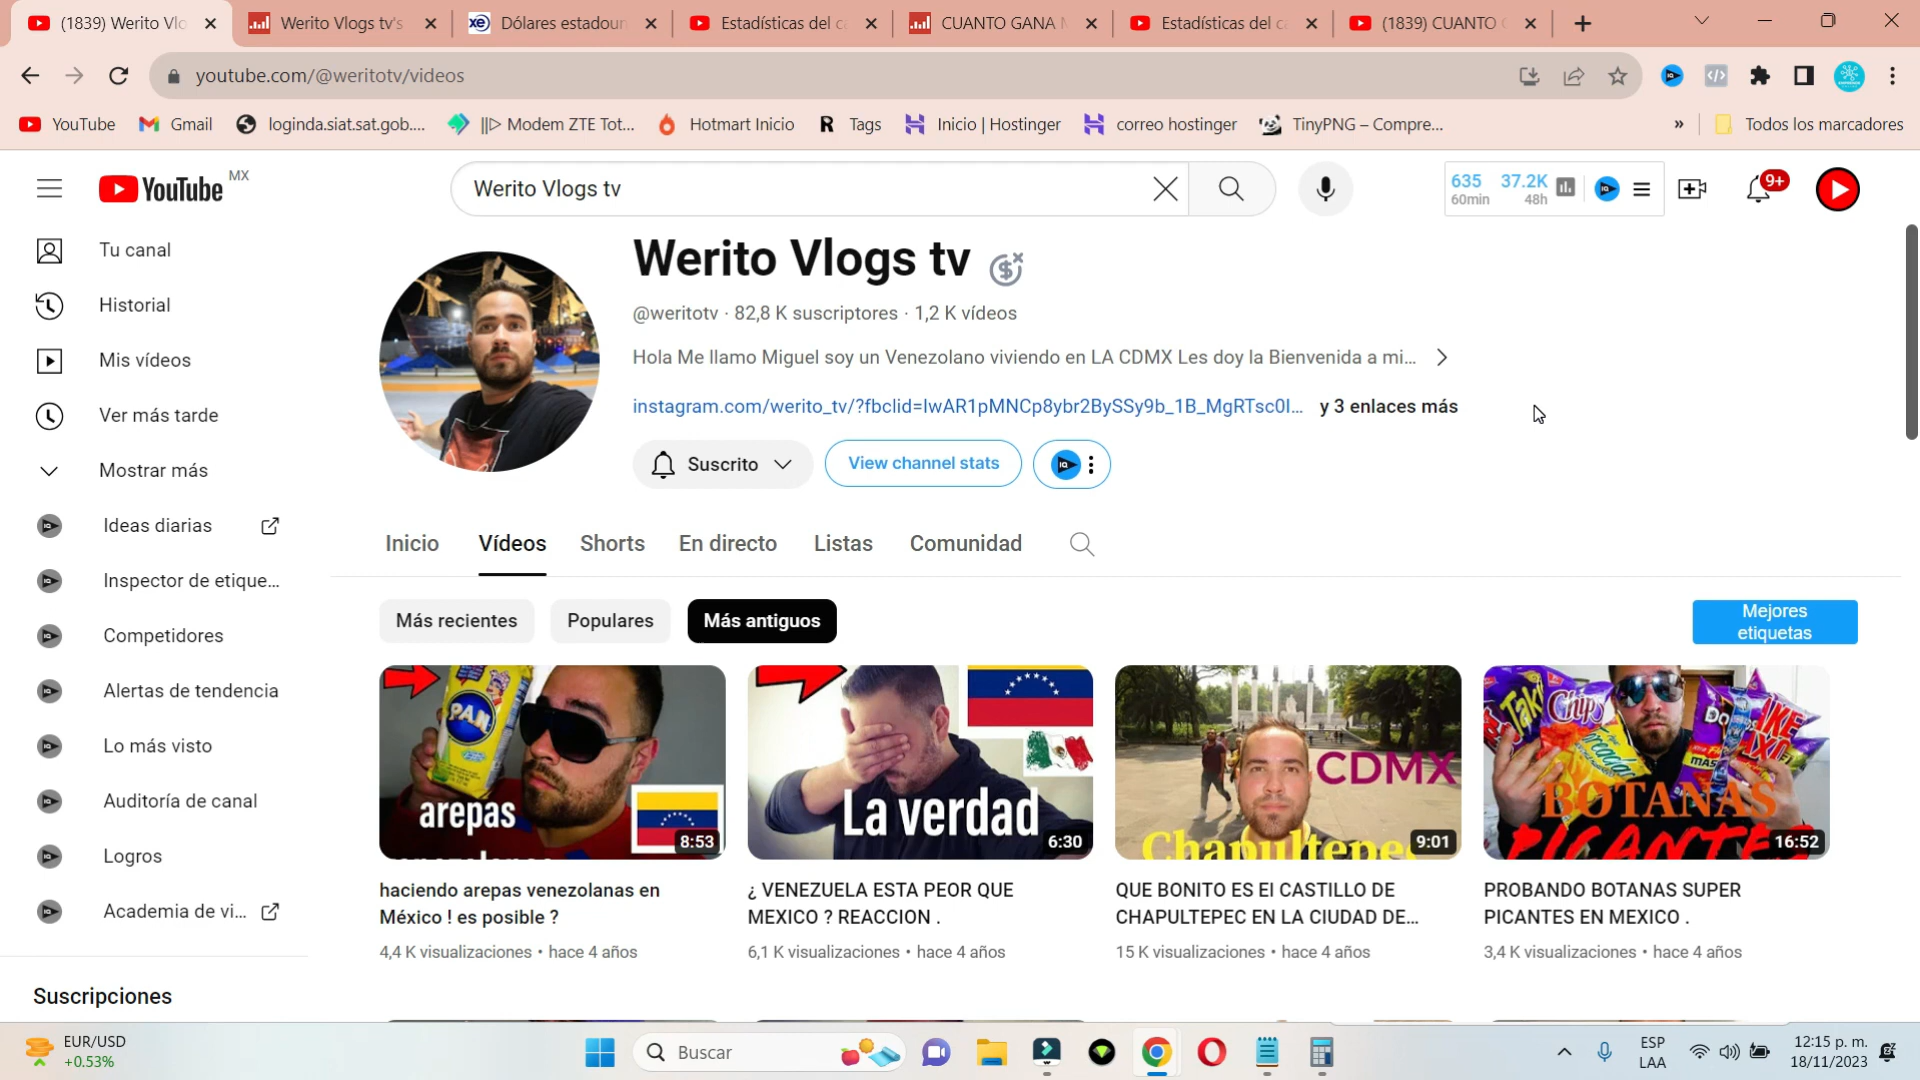 (1839) Werito Vlo
Werito Vlogs tv's
xe
Dólares estadour
Estadísticas del c
CUANTO GANA
Estadísticas del c
(1839) CUANTO
youtube.com/@weritotv/videos
YouTube
Gmail
loginda.siat.sat.gob....
||▷ Modem ZTE Tot...
Hotmart Inicio
R Tags
Inicio | Hostinger
correo hostinger
TinyPNG – Compre...
»
Todos los marcadores
YouTube MX
Werito Vlogs tv
635
60min
37.2K
48h
9+
Tu canal
Historial
Mis vídeos
Ver más tarde
Mostrar más
Ideas diarias
Inspector de etique...
Competidores
Alertas de tendencia
Lo más visto
Auditoría de canal
Logros
Academia de vi...
Suscripciones
Werito Vlogs tv
@weritotv · 82,8 K suscriptores · 1,2 K vídeos
Hola Me llamo Miguel soy un Venezolano viviendo en LA CDMX Les doy la Bienvenida a mi...
instagram.com/werito_tv/?fbclid=IwAR1pMNCp8ybr2BySSy9b_1B_MgRTsc0l... y 3 enlaces más
Suscrito
View channel stats
Inicio
Vídeos
Shorts
En directo
Listas
Comunidad
Más recientes
Populares
Más antiguos
Mejores
etiquetas
PAN
arepas
8:53
La verdad
6:30
CDMX
Chapultepec
9:01
Chips
BOTANAS
PICANTES
16:52
haciendo arepas venezolanas en
México ! es posible ?
4,4 K visualizaciones • hace 4 años
¿ VENEZUELA ESTA PEOR QUE
MEXICO ? REACCION .
6,1 K visualizaciones • hace 4 años
QUE BONITO ES El CASTILLO DE
CHAPULTEPEC EN LA CIUDAD DE...
15 K visualizaciones • hace 4 años
PROBANDO BOTANAS SUPER
PICANTES EN MEXICO .
3,4 K visualizaciones • hace 4 años
EUR/USD
+0.53%
Buscar
ESP
LAA
12:15 p. m.
18/11/2023